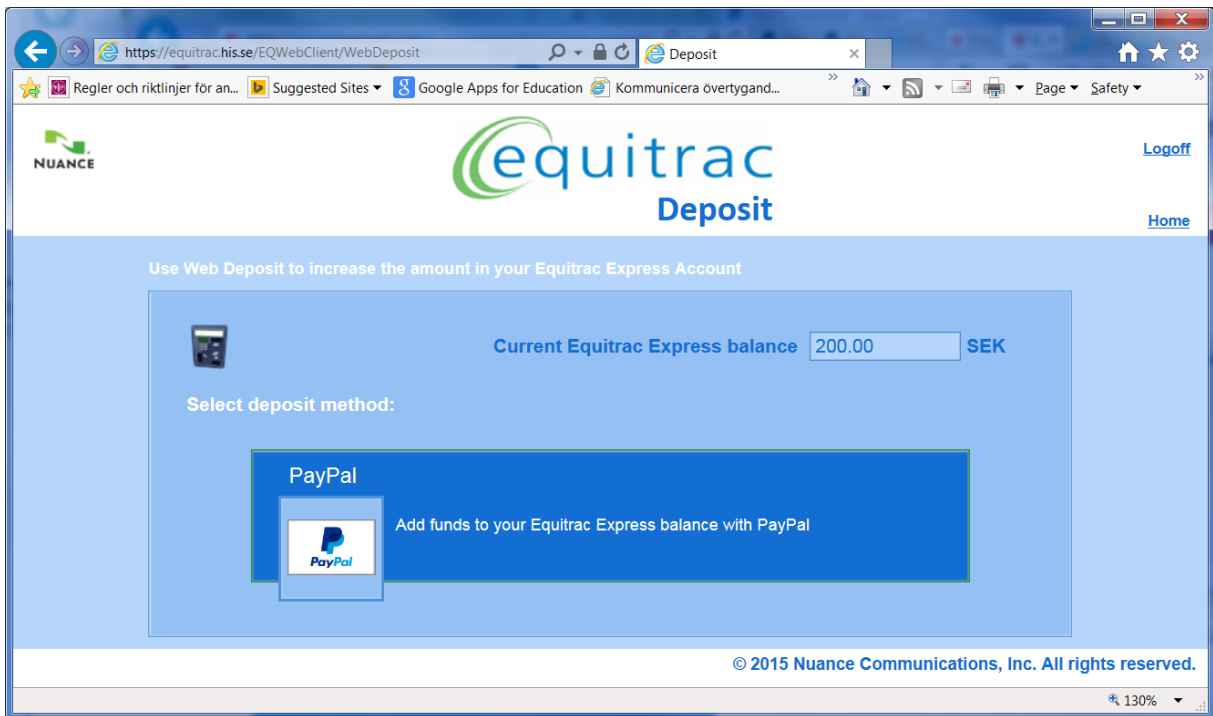 https://equitrac.his.se/EQWebClient/WebDeposit
Deposit
Regler och riktlinjer för an... Suggested Sites Google Apps for Education Kommunicera övertygand... Page Safety
NUANCE
equitrac
Deposit
Logoff
Home
Use Web Deposit to increase the amount in your Equitrac Express Account
Current Equitrac Express balance 200.00 SEK
Select deposit method:
PayPal
Add funds to your Equitrac Express balance with PayPal
PayPal
© 2015 Nuance Communications, Inc. All rights reserved.
130%